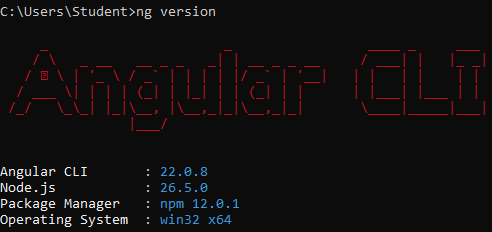 C:\Users\Student>ng version
Angular CLI
Angular CLI : 22.0.8
Node.js : 26.5.0
Package Manager : npm 12.0.1
Operating System : win32 x64